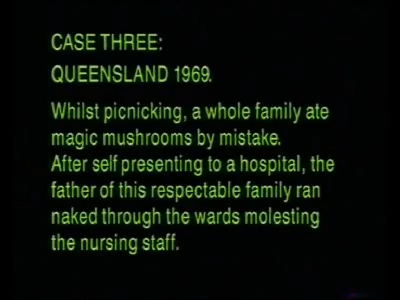 CASE THREE:
QUEENSLAND 1969.
Whilst picnicking, a whole family ate
magic mushrooms by mistake.
After self presenting to a hospital, the
father of this respectable family ran
naked through the wards molesting
the nursing staff.